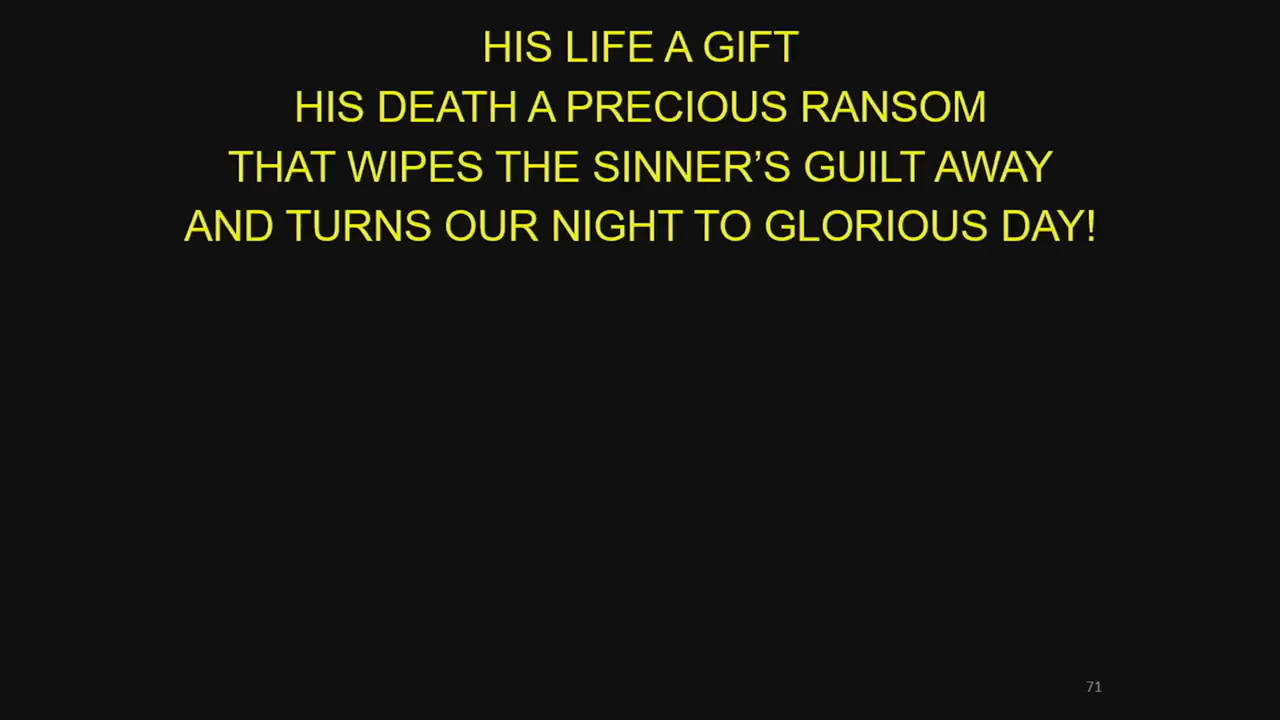 HIS LIFE A GIFT
HIS DEATH A PRECIOUS RANSOM
THAT WIPES THE SINNER’S GUILT AWAY
AND TURNS OUR NIGHT TO GLORIOUS DAY!
71